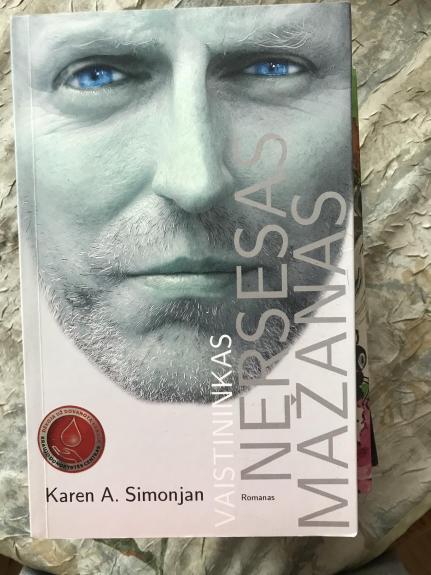 VAISTININKAS
NERSESAS
MAŽANAS
Karen A. Simonjan
Romanas